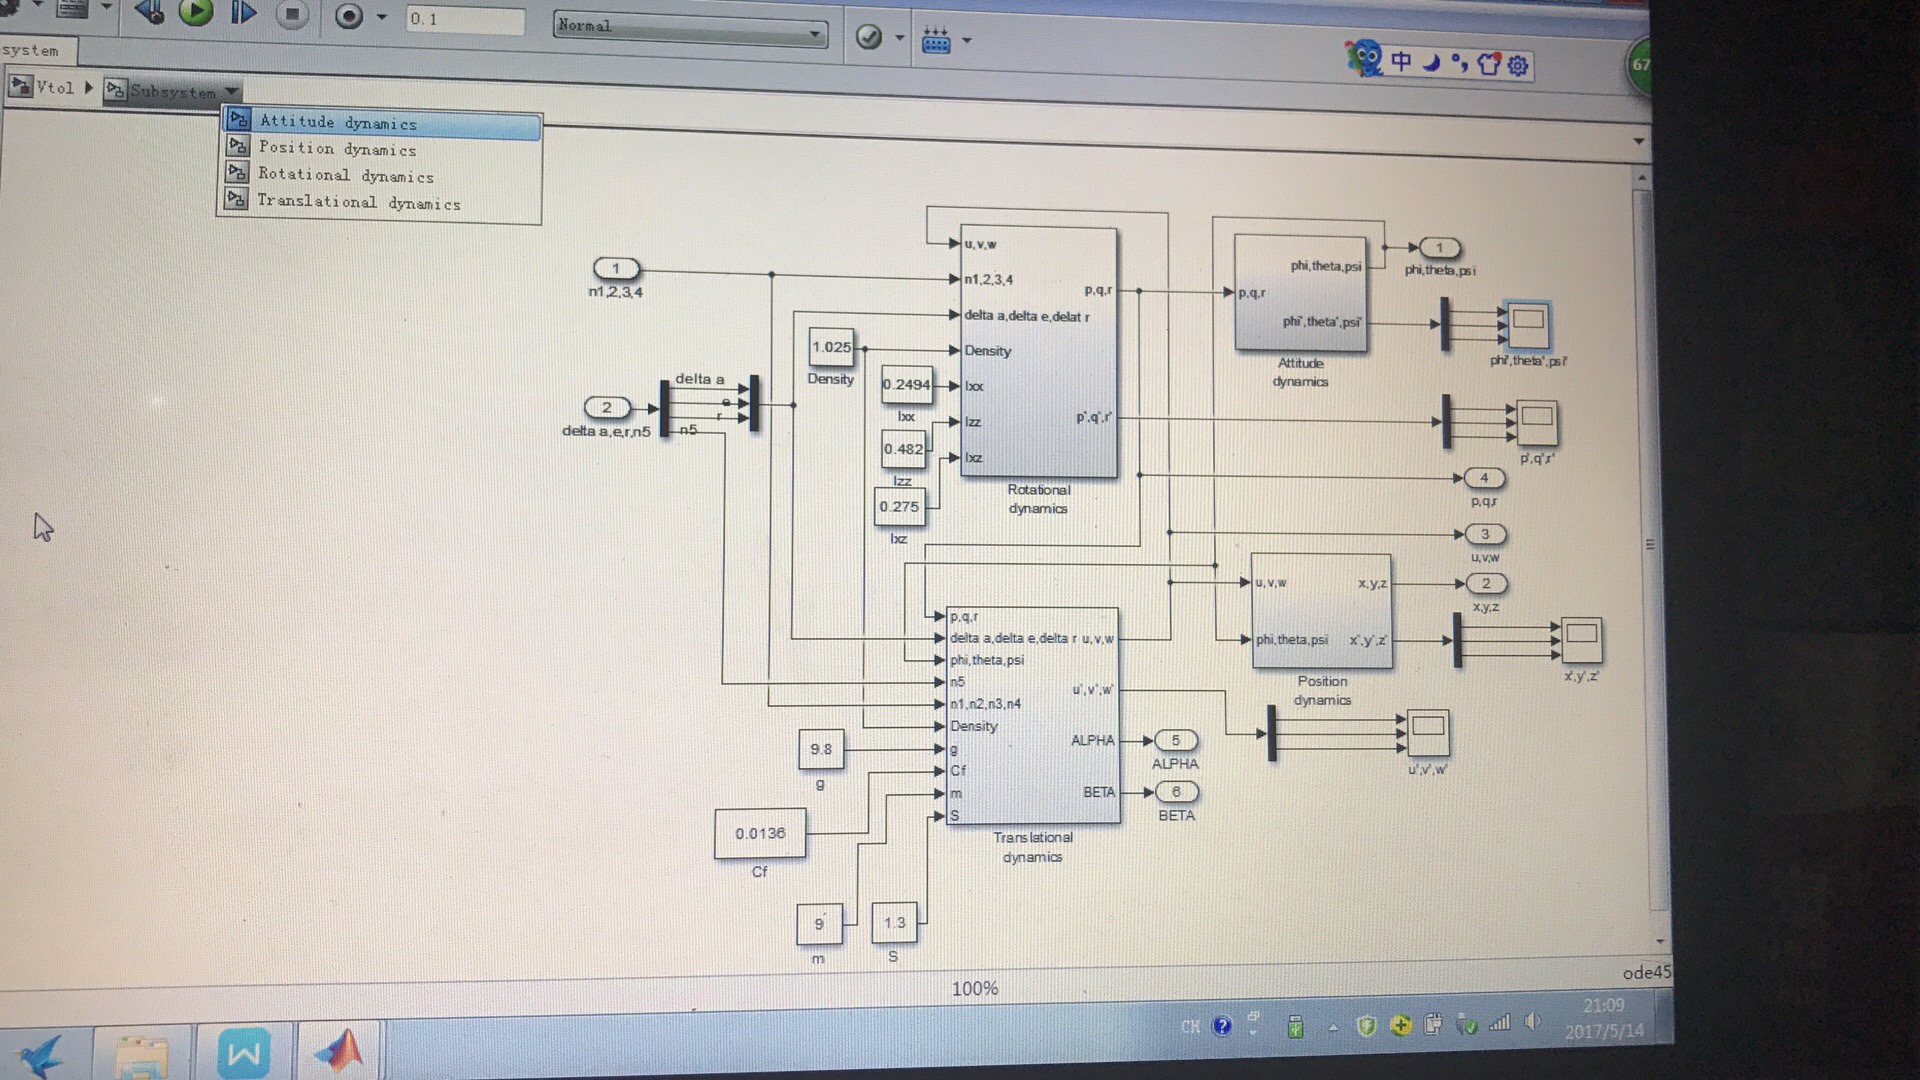 0.1
Normal
中
67
system
Vtol
Subsystem
Attitude dynamics
Position dynamics
Rotational dynamics
Translational dynamics
1
n1,2,3,4
2
delta a,e,r,n5
delta a
e
r
n5
1.025
Density
0.2494
Ixx
0.482
Izz
0.275
Ixz
u,v,w
n1,2,3,4
delta a,delta e,delat r
Density
Ixx
Izz
Ixz
p,q,r
p',q',r'
Rotational
dynamics
p,q,r
phi,theta,psi
phi',theta',psi'
Attitude
dynamics
1
phi,theta,psi
phi',theta',psi'
p',q'r'
4
p,q,r
3
u,v,w
2
x,y,z
u,v,w
phi,theta,psi
x,y,z
x',y',z'
Position
dynamics
x',y',z'
p,q,r
delta a,delta e,delta r
phi,theta,psi
n5
n1,n2,n3,n4
Density
g
Cf
m
S
u,v,w
u',v',w'
ALPHA
BETA
Translational
dynamics
5
ALPHA
6
BETA
u',v',w'
9.8
g
0.0136
Cf
9
m
1.3
S
100%
ode45
CH
21:09
2017/5/14